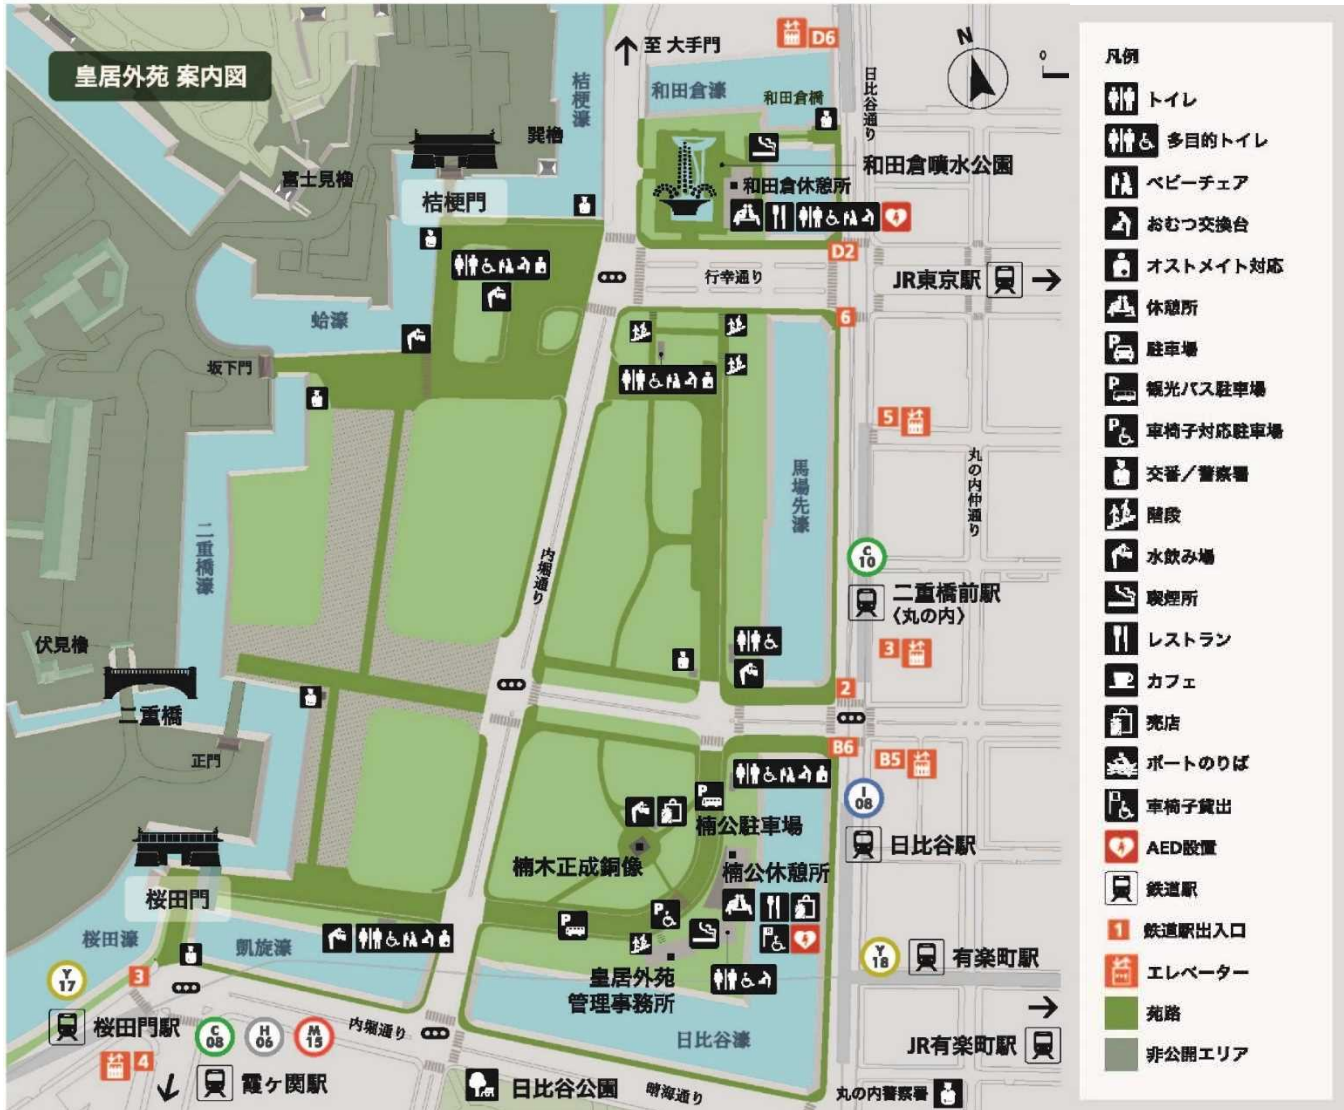 皇居外苑 案内図
至 大手門
D6
N
0
桔梗濠
和田倉濠
和田倉橋
日比谷通り
巽櫓
富士見櫓
桔梗門
和田倉噴水公園
和田倉休憩所
D2
行幸通り
JR東京駅
6
蛤濠
坂下門
5
丸の内仲通り
馬場先濠
二重橋濠
内堀通り
C
10
二重橋前駅
〈丸の内〉
3
伏見櫓
二重橋
正門
2
B6
B5
I
08
楠公駐車場
日比谷駅
楠木正成銅像
楠公休憩所
桜田門
桜田濠
凱旋濠
Y
18
有楽町駅
皇居外苑
管理事務所
Y
17
3
桜田門駅
C
08
H
06
M
15
内堀通り
日比谷濠
JR有楽町駅
4
霞ヶ関駅
日比谷公園
晴海通り
丸の内警察署
凡例
トイレ
多目的トイレ
ベビーチェア
おむつ交換台
オストメイト対応
休憩所
P
駐車場
P
観光バス駐車場
P
車椅子対応駐車場
交番／警察署
階段
水飲み場
喫煙所
レストラン
カフェ
売店
ボートのりば
車椅子貸出
AED設置
鉄道駅
1
鉄道駅出入口
エレベーター
苑路
非公開エリア